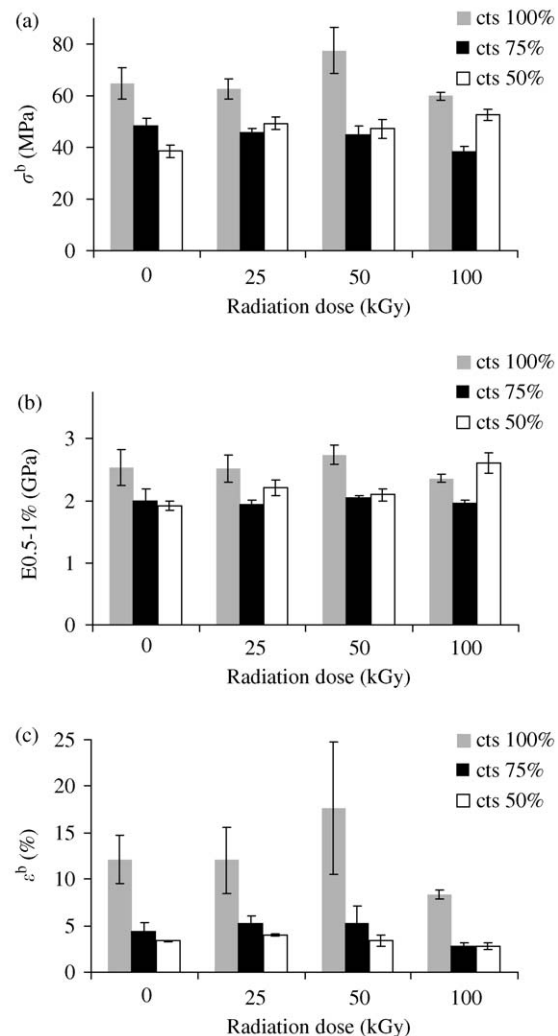 (a)
cts 100%
cts 75%
cts 50%
80
60
40
20
0
σᵇ (MPa)
0 25 50 100
Radiation dose (kGy)
(b)
cts 100%
cts 75%
cts 50%
3
2
1
0
E0.5-1% (GPa)
0 25 50 100
Radiation dose (kGy)
(c)
cts 100%
cts 75%
cts 50%
25
20
15
10
5
0
εᵇ (%)
0 25 50 100
Radiation dose (kGy)